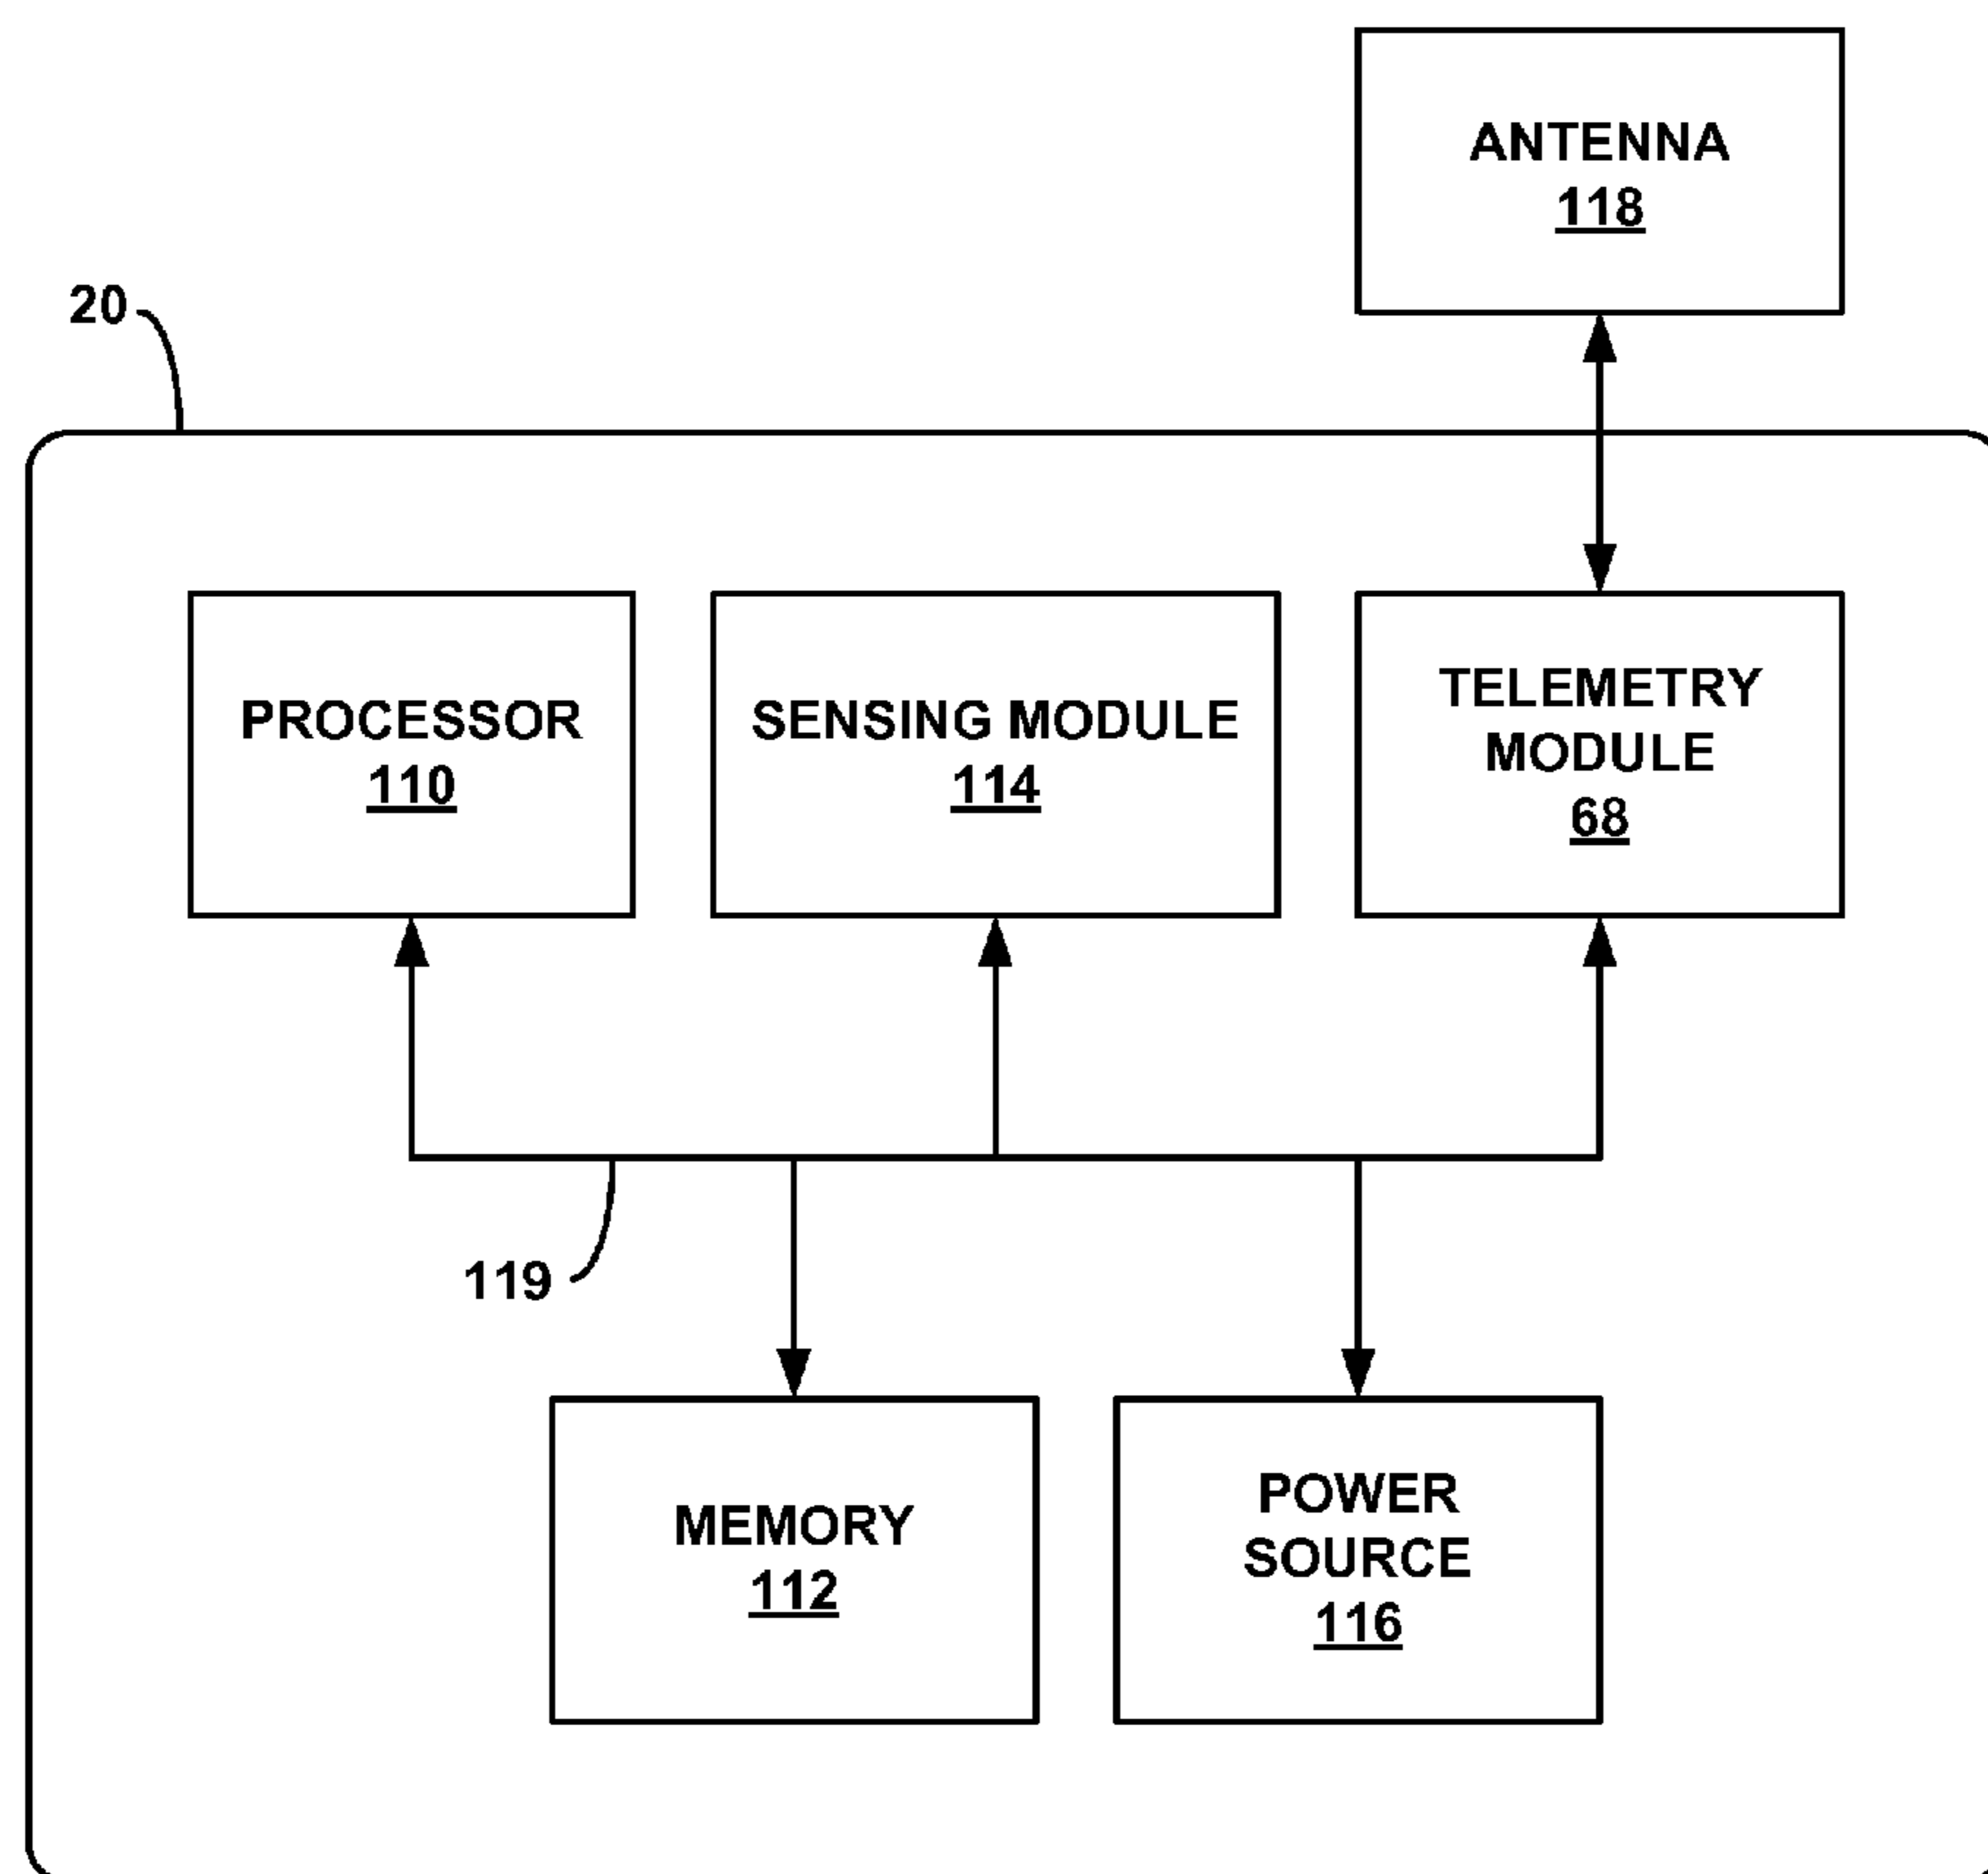 ANTENNA
118
20
PROCESSOR
110
SENSING MODULE
114
TELEMETRY
MODULE
68
119
MEMORY
112
POWER
SOURCE
116